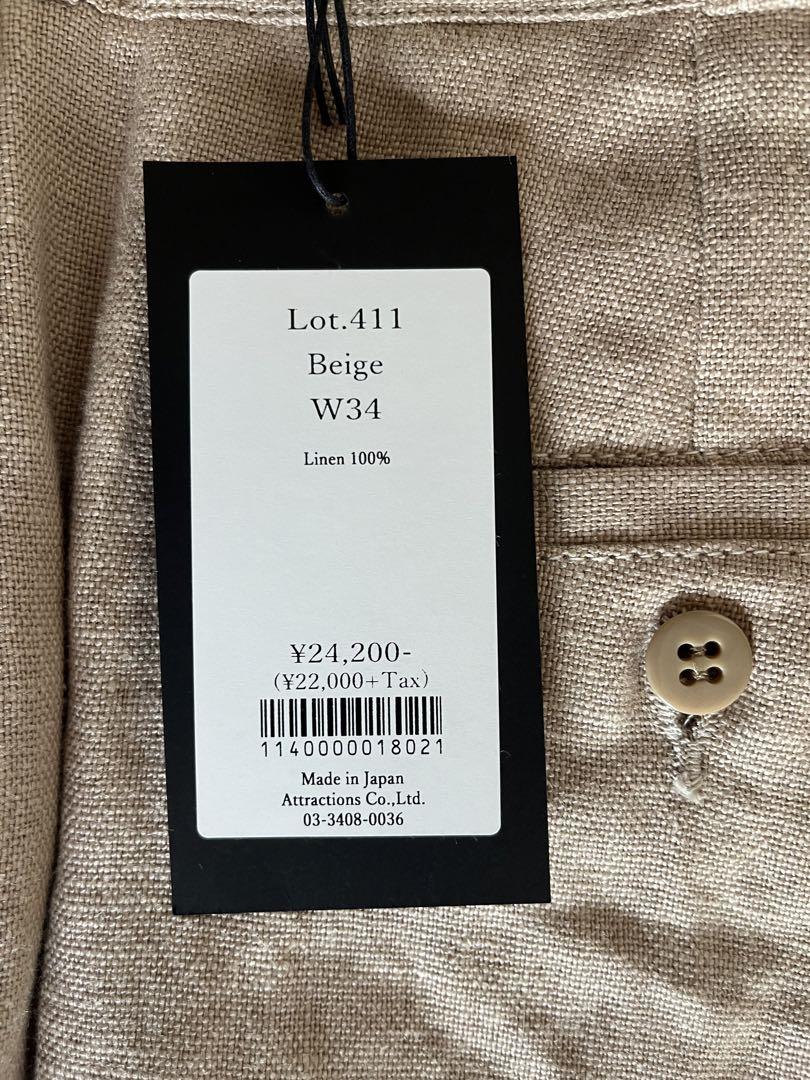 Lot.411
Beige
W34
Linen 100%
¥24,200-
(¥22,000+Tax)
1140000018021
Made in Japan
Attractions Co.,Ltd.
03-3408-0036